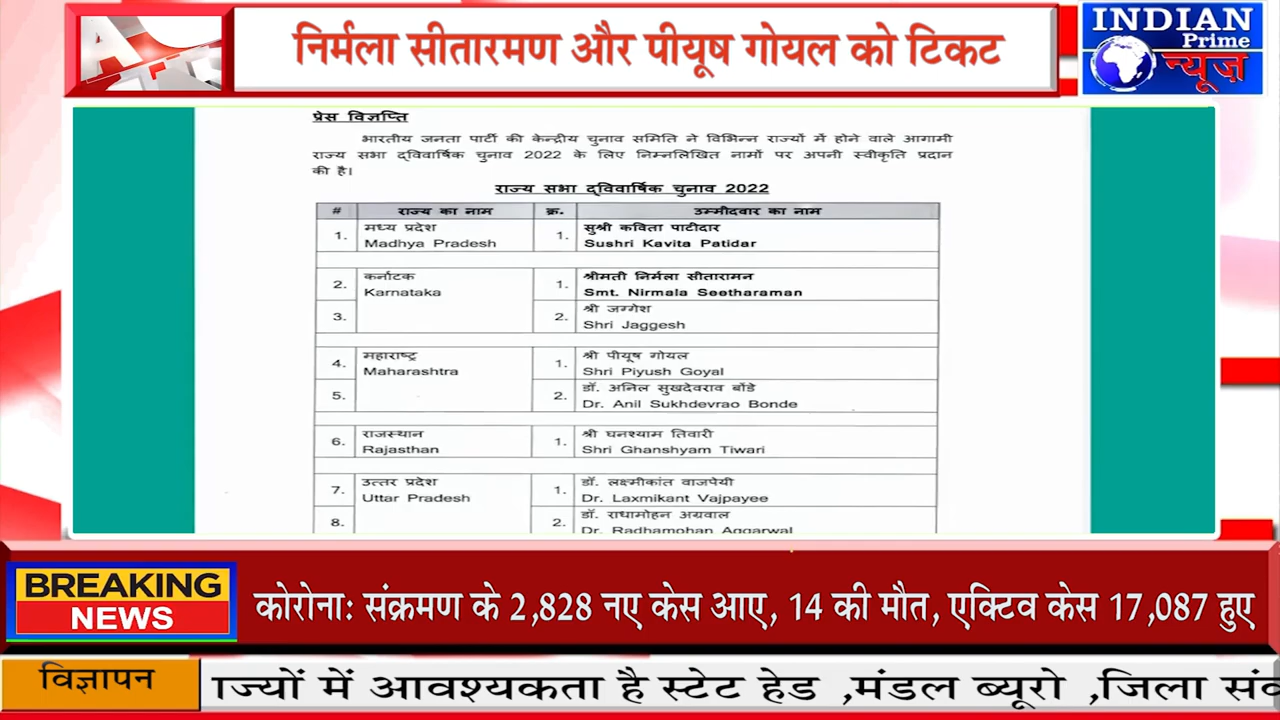 निर्मला सीतारमण और पीयूष गोयल को टिकट
INDIAN
Prime
न्यूज़
प्रेस विज्ञप्ति
भारतीय जनता पार्टी की केन्द्रीय चुनाव समिति ने विभिन्न राज्यों में होने वाले आगामी
राज्य सभा द्विवार्षिक चुनाव 2022 के लिए निम्नलिखित नामों पर अपनी स्वीकृति प्रदान
की है।
राज्य सभा द्विवार्षिक चुनाव 2022
# राज्य का नाम क्र. उम्मीदवार का नाम
1. मध्य प्रदेश 1. सुश्री कविता पाटीदार
Madhya Pradesh Sushri Kavita Patidar
2. कर्नाटक 1. श्रीमती निर्मला सीतारामन
Karnataka Smt. Nirmala Seetharaman
3. 2. श्री जग्गेश
Shri Jaggesh
4. महाराष्ट्र 1. श्री पीयूष गोयल
Maharashtra Shri Piyush Goyal
5. 2. डॉ. अनिल सुखदेवराव बोंडे
Dr. Anil Sukhdevrao Bonde
6. राजस्थान 1. श्री घनश्याम तिवारी
Rajasthan Shri Ghanshyam Tiwari
7. उत्तर प्रदेश 1. डॉ. लक्ष्मीकांत वाजपेयी
Uttar Pradesh Dr. Laxmikant Vajpayee
8. 2. डॉ. राधामोहन अग्रवाल
Dr. Radhamohan Aggarwal
BREAKING
NEWS
कोरोनाः संक्रमण के 2,828 नए केस आए, 14 की मौत, एक्टिव केस 17,087 हुए
विज्ञापन
ाज्यों में आवश्यकता है स्टेट हेड ,मंडल ब्यूरो ,जिला संव